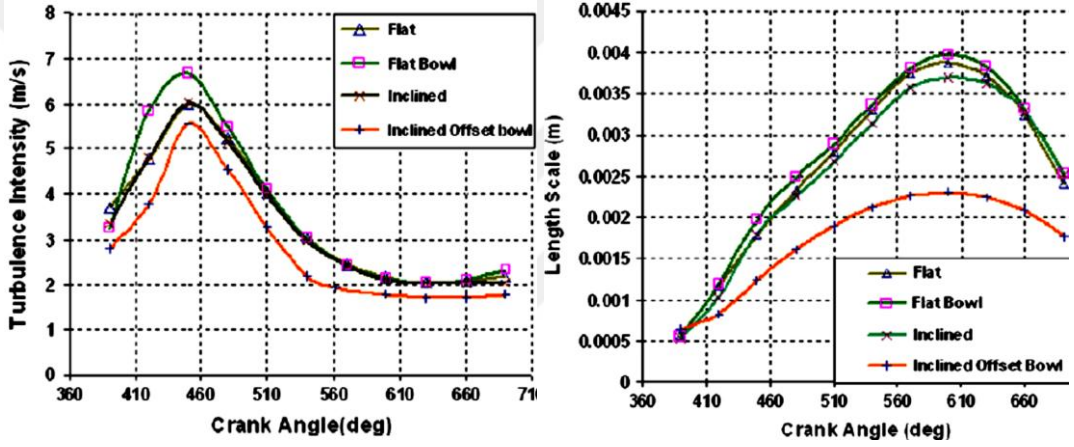 8
7
6
5
4
3
2
1
0
Turbulence Intensity (m/s)
Flat
Flat Bowl
Inclined
Inclined Offset bowl
360 410 460 510 560 610 660 710
Crank Angle(deg)
0.0045
0.004
0.0035
0.003
0.0025
0.002
0.0015
0.001
0.0005
0
Length Scale (m)
Flat
Flat Bowl
Inclined
Inclined Offset Bowl
360 410 460 510 560 610 660
Crank Angle (deg)